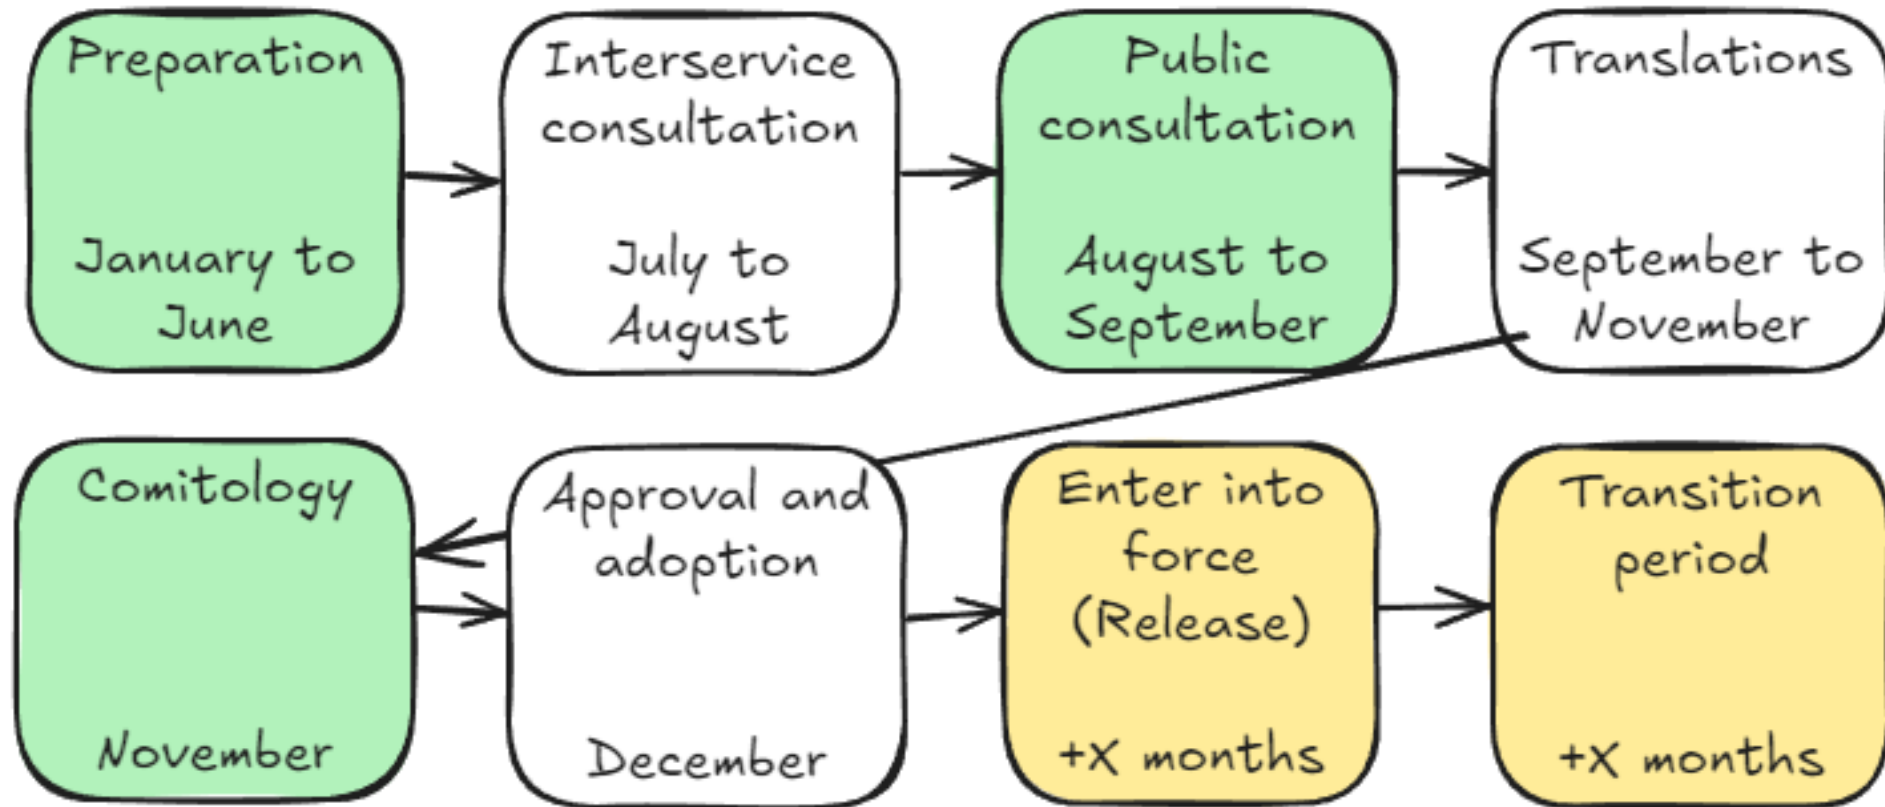 Preparation
January to
June
Interservice
consultation
July to
August
Public
consultation
August to
September
Translations
September to
November
Comitology
November
Approval and
adoption
December
Enter into
force
(Release)
+X months
Transition
period
+X months